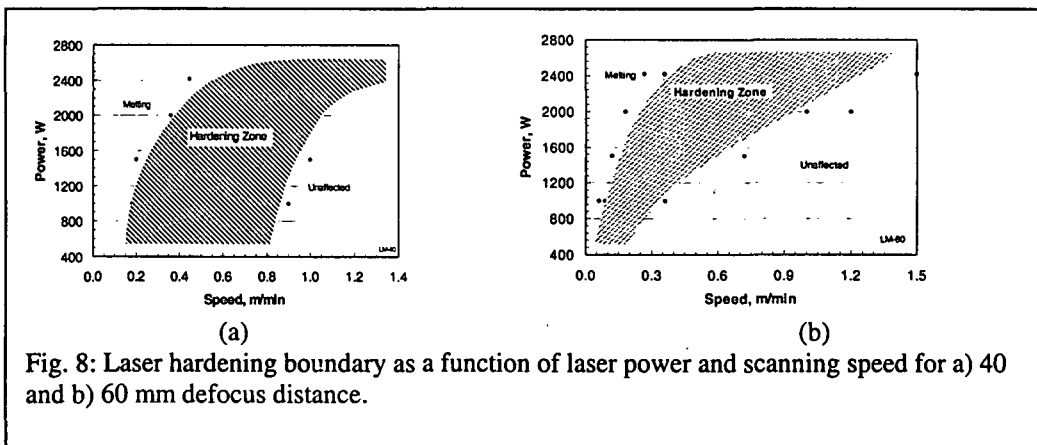 2800
2400
2000
1600
1200
800
400
Power, W
Melting
Hardening Zone
Unaffected
LM-40
0.0 0.2 0.4 0.6 0.8 1.0 1.2 1.4
Speed, m/min
(a)
2800
2400
2000
1600
1200
800
400
Power, W
Melting
Hardening Zone
Unaffected
LM-60
0.0 0.3 0.6 0.9 1.2 1.5
Speed, m/min
(b)
Fig. 8: Laser hardening boundary as a function of laser power and scanning speed for a) 40
and b) 60 mm defocus distance.